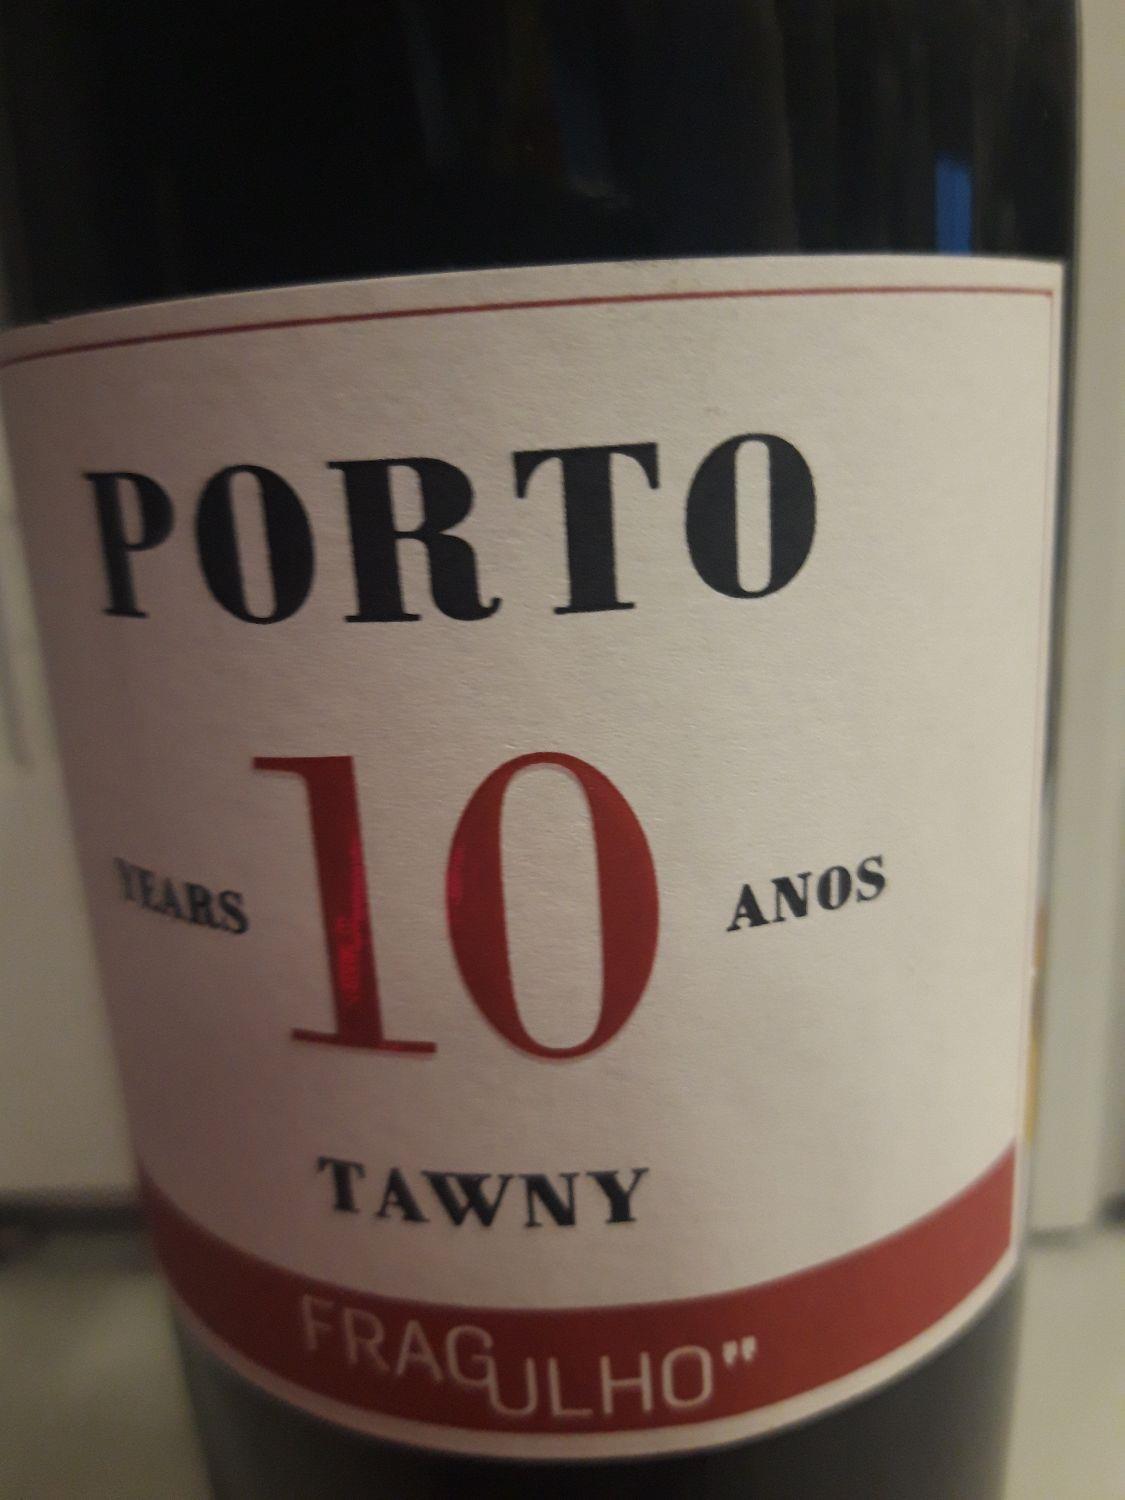 PORTO
YEARS 10 ANOS
TAWNY
FRAGULHO"